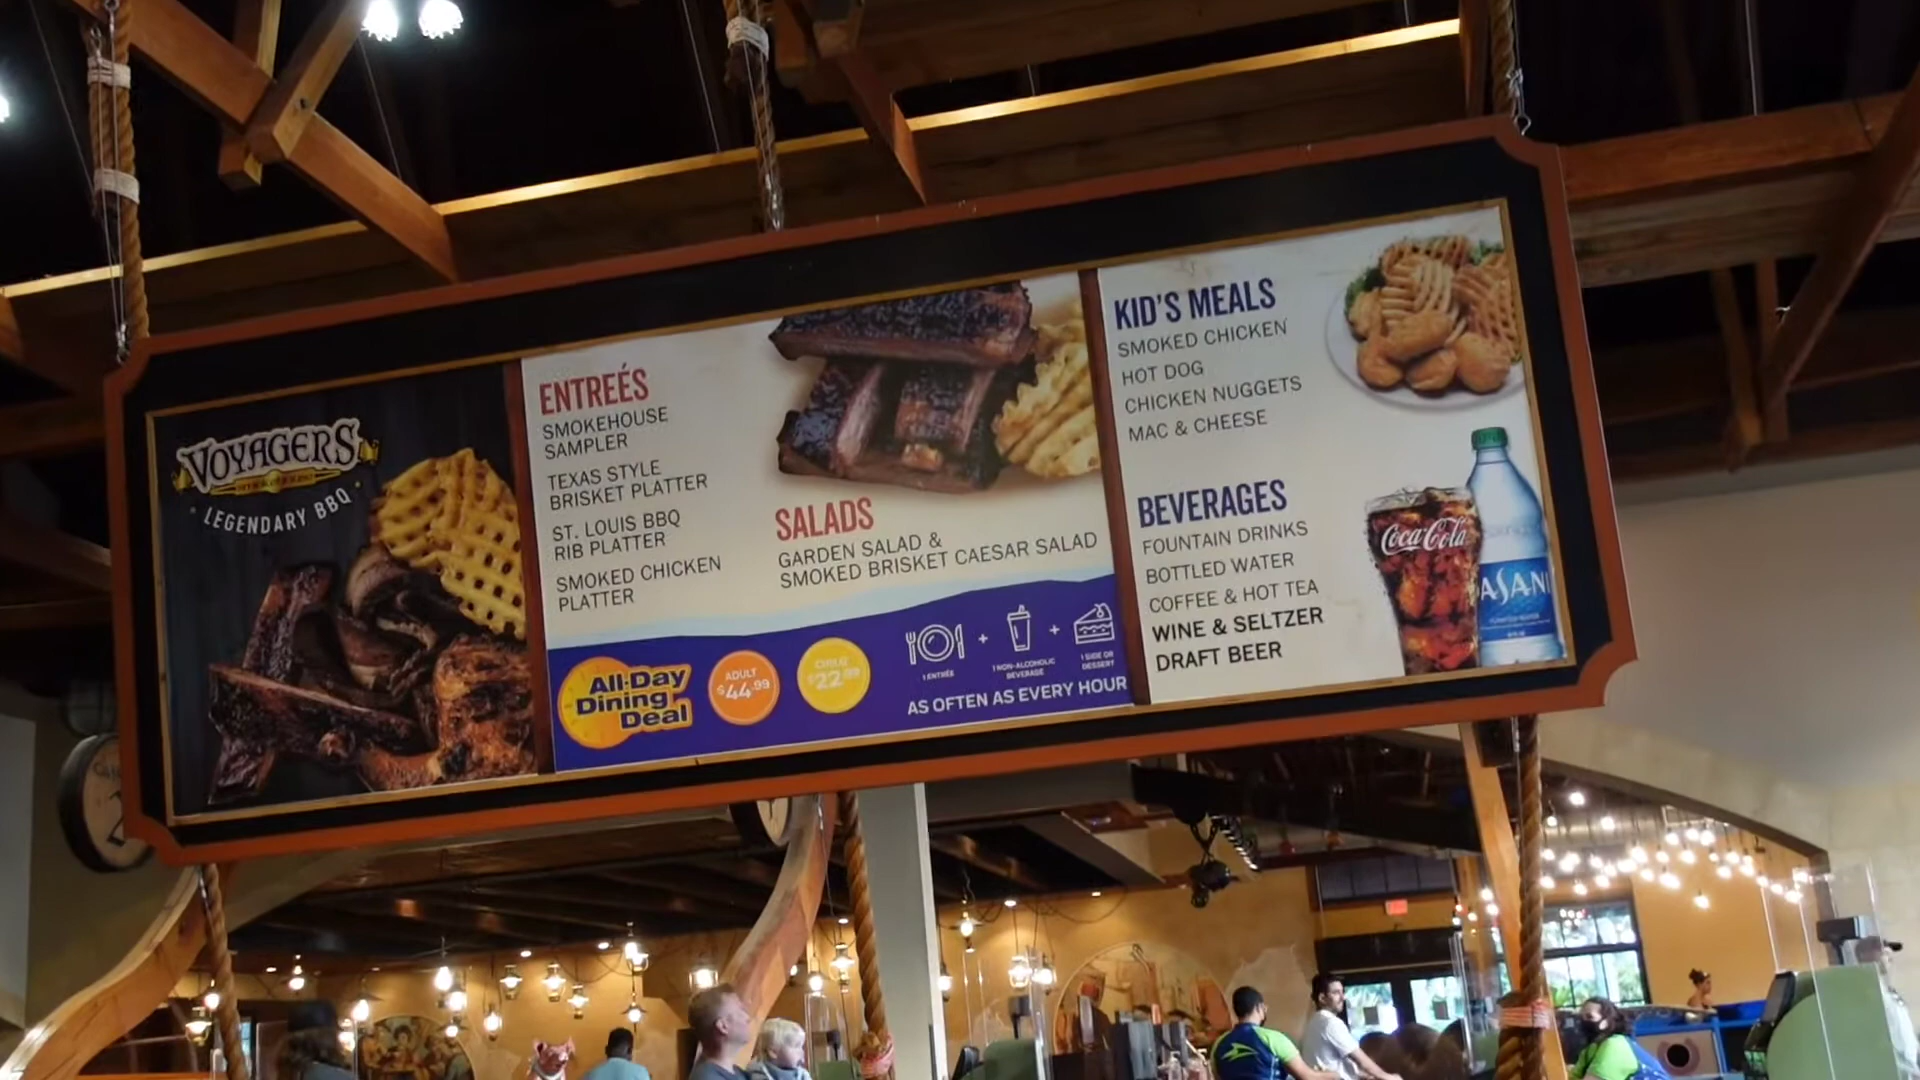 VOYAGERS
LEGENDARY BBQ
ENTREÉS
SMOKEHOUSE
SAMPLER
TEXAS STYLE
BRISKET PLATTER
ST. LOUIS BBQ
RIB PLATTER
SMOKED CHICKEN
PLATTER
SALADS
GARDEN SALAD &
SMOKED BRISKET CAESAR SALAD
All-Day
Dining
Deal
ADULT
$44.99
CHILD
$22.99
+
+
1 ENTRÉE
1 NON-ALCOHOLIC
BEVERAGE
1 SIDE OR
DESSERT
AS OFTEN AS EVERY HOUR
KID'S MEALS
SMOKED CHICKEN
HOT DOG
CHICKEN NUGGETS
MAC & CHEESE
BEVERAGES
FOUNTAIN DRINKS
BOTTLED WATER
COFFEE & HOT TEA
WINE & SELTZER
DRAFT BEER
Coca-Cola
ASANI